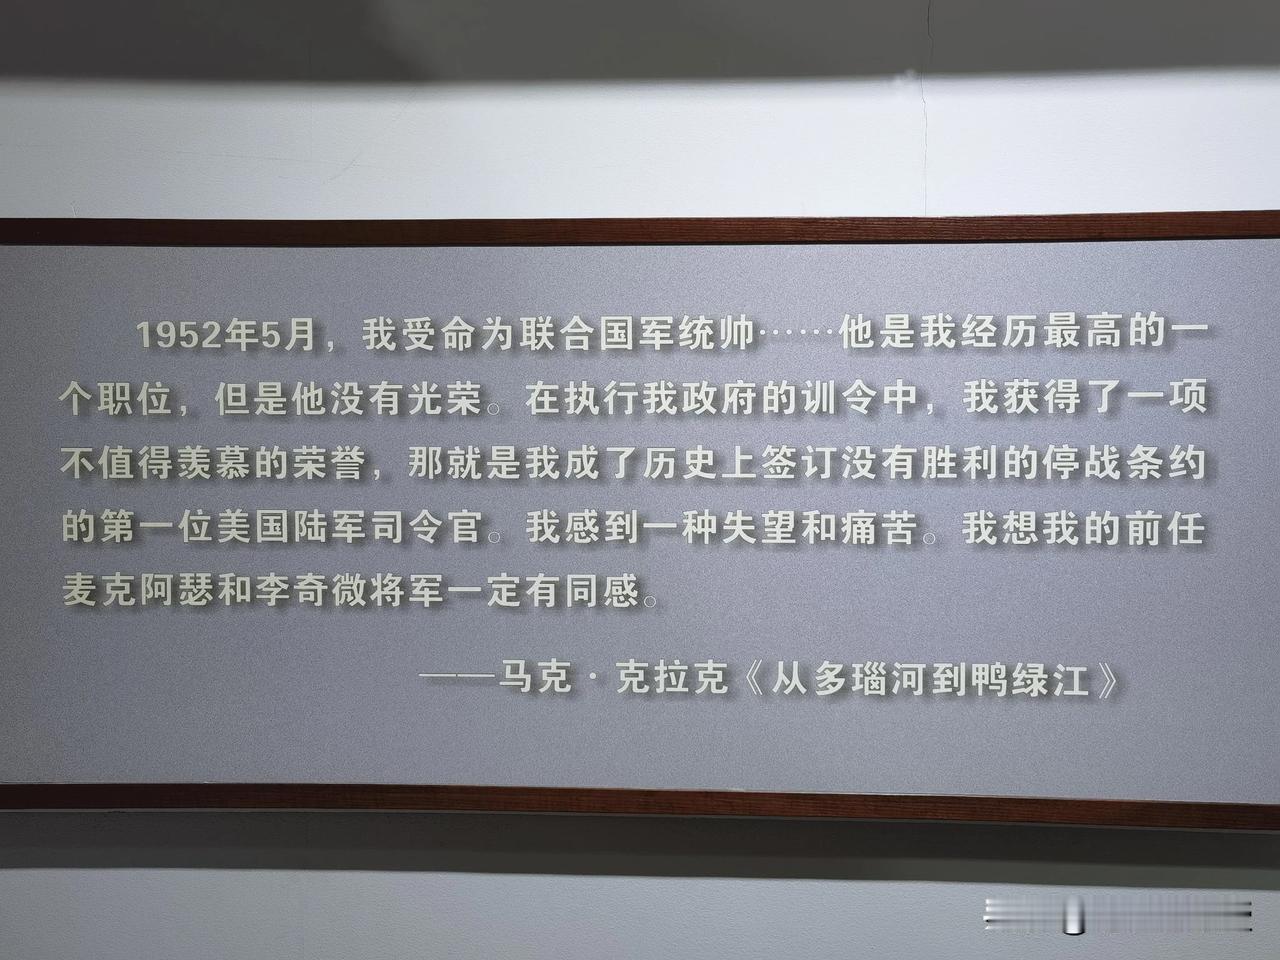 1952年5月，我受命为联合国军统帅……他是我经历最高的一
个职位，但是他没有光荣。在执行我政府的训令中，我获得了一项
不值得羡慕的荣誉，那就是我成了历史上签订没有胜利的停战条约
的第一位美国陆军司令官。我感到一种失望和痛苦。我想我的前任
麦克阿瑟和李奇微将军一定有同感。
——马克·克拉克《从多瑙河到鸭绿江》